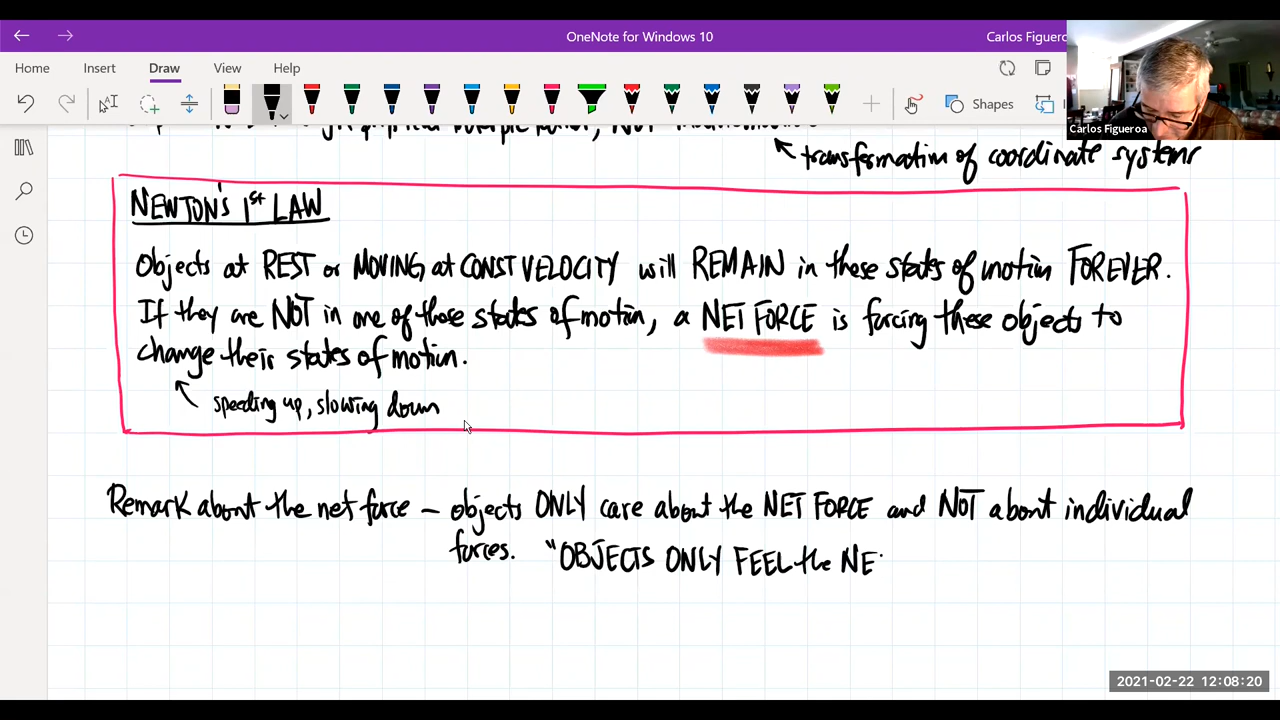 OneNote for Windows 10
Carlos Figuero
Home Insert Draw View Help
Shapes
Carlos Figueroa
NOT
transformation of coordinate systems
NEWTON'S 1st LAW
Objects at REST or MOVING at CONST VELOCITY will REMAIN in these states of motion FOREVER.
If they are NOT in one of those states of motion, a NET FORCE is forcing these objects to
change their states of motion.
speeding up, slowing down
Remark about the net force – objects ONLY care about the NET FORCE and NOT about individual
forces. "OBJECTS ONLY FEEL the NE
2021-02-22 12:08:20